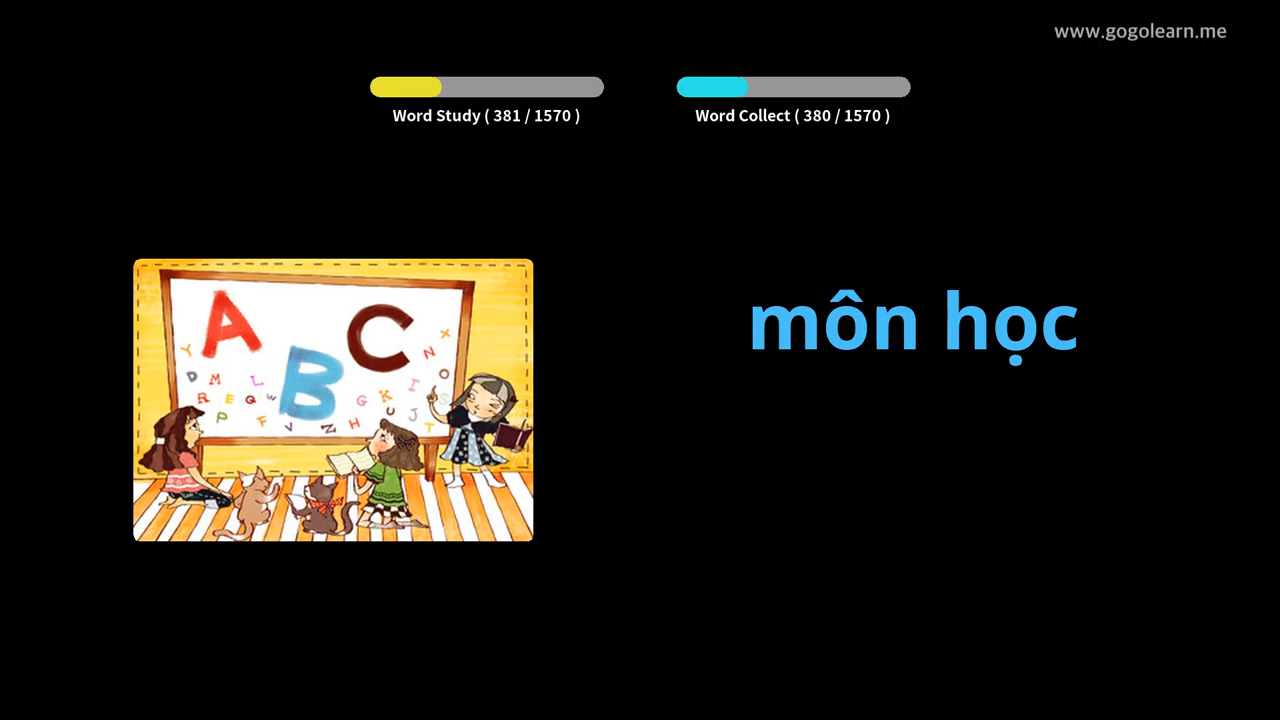 www.gogolearn.me
Word Study ( 381 / 1570 )
Word Collect ( 380 / 1570 )
A
C
B
X
Y
N
D M L
O
I
R E Q W
G K
S
P
F
V
Z
H
U
J
T
môn học